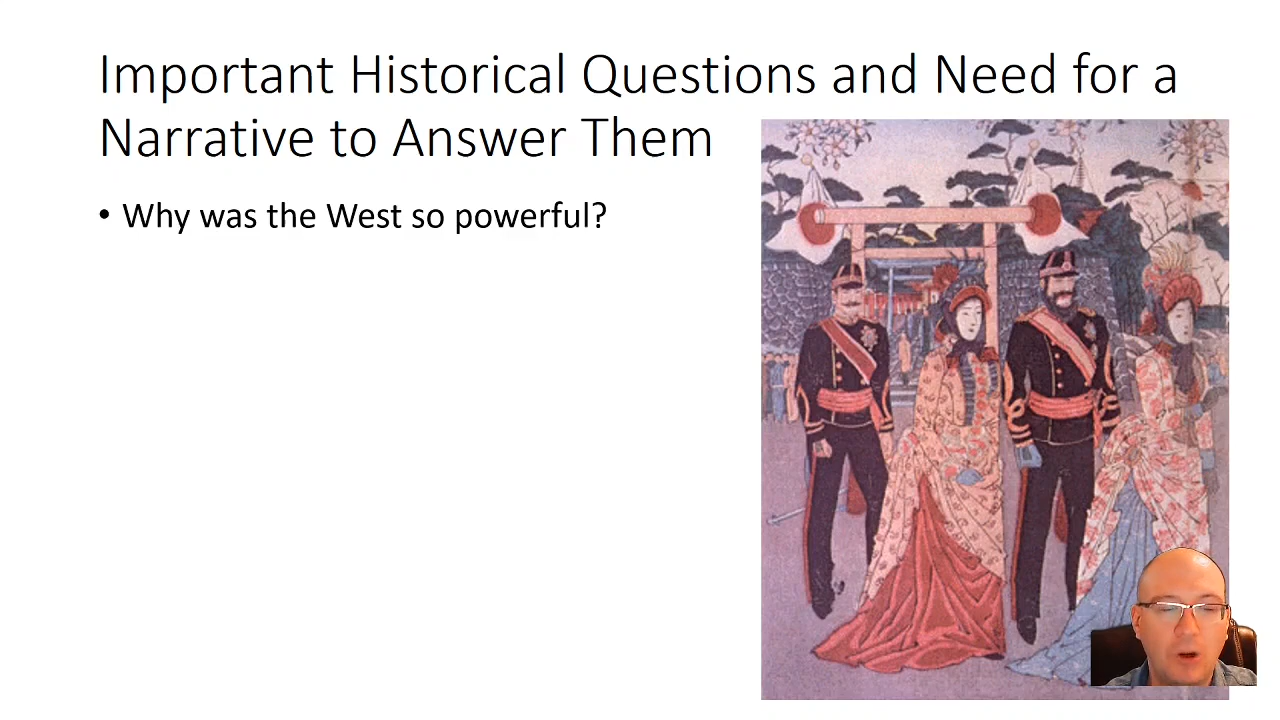 Important Historical Questions and Need for a
Narrative to Answer Them
• Why was the West so powerful?